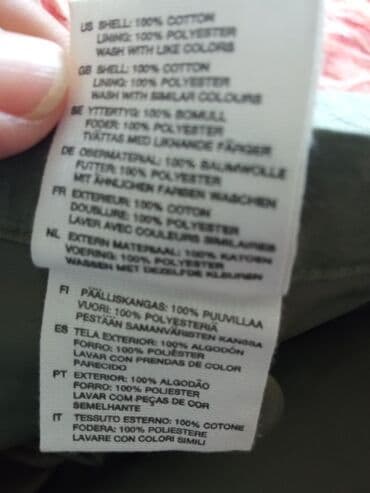 US SHELL: 100% COTTON
LINING: 100% POLYESTER
WASH WITH LIKE COLORS
GB SHELL: 100% COTTON
LINING: 100% POLYESTER
WASH WITH SIMILAR COLOURS
SE YTTERTYG: 100% BOMULL
FODER: 100% POLYESTER
TVÄTTAS MED LIKNANDE FÄRGER
DE OBERMATERIAL: 100% BAUMWOLLE
FUTTER: 100% POLYESTER
MIT ÄHNLICHEN FARBEN WASCHEN
FR EXTERIEUR: 100% COTON
DOUBLURE: 100% POLYESTER
LAVER AVEC COULEURS SIMILAIRES
NL EXTERN MATERIAAL: 100% KATOEN
VOERING: 100% POLYESTER
WASSEN MET DEZELFDE KLEUREN
FI PÄÄLLISKANGAS: 100% PUUVILLAA
VUORI: 100% POLYESTERIÄ
PESTÄÄN SAMANVÄRISTEN KANSSA
ES TELA EXTERIOR: 100% ALGODÓN
FORRO: 100% POLIÉSTER
LAVAR CON PRENDAS DE COLOR
PARECIDO
PT EXTERIOR: 100% ALGODÃO
FORRO: 100% POLIESTER
LAVAR COM PEÇAS DE COR
SEMELHANTE
IT TESSUTO ESTERNO: 100% COTONE
FODERA: 100% POLIESTERE
LAVARE CON COLORI SIMILI